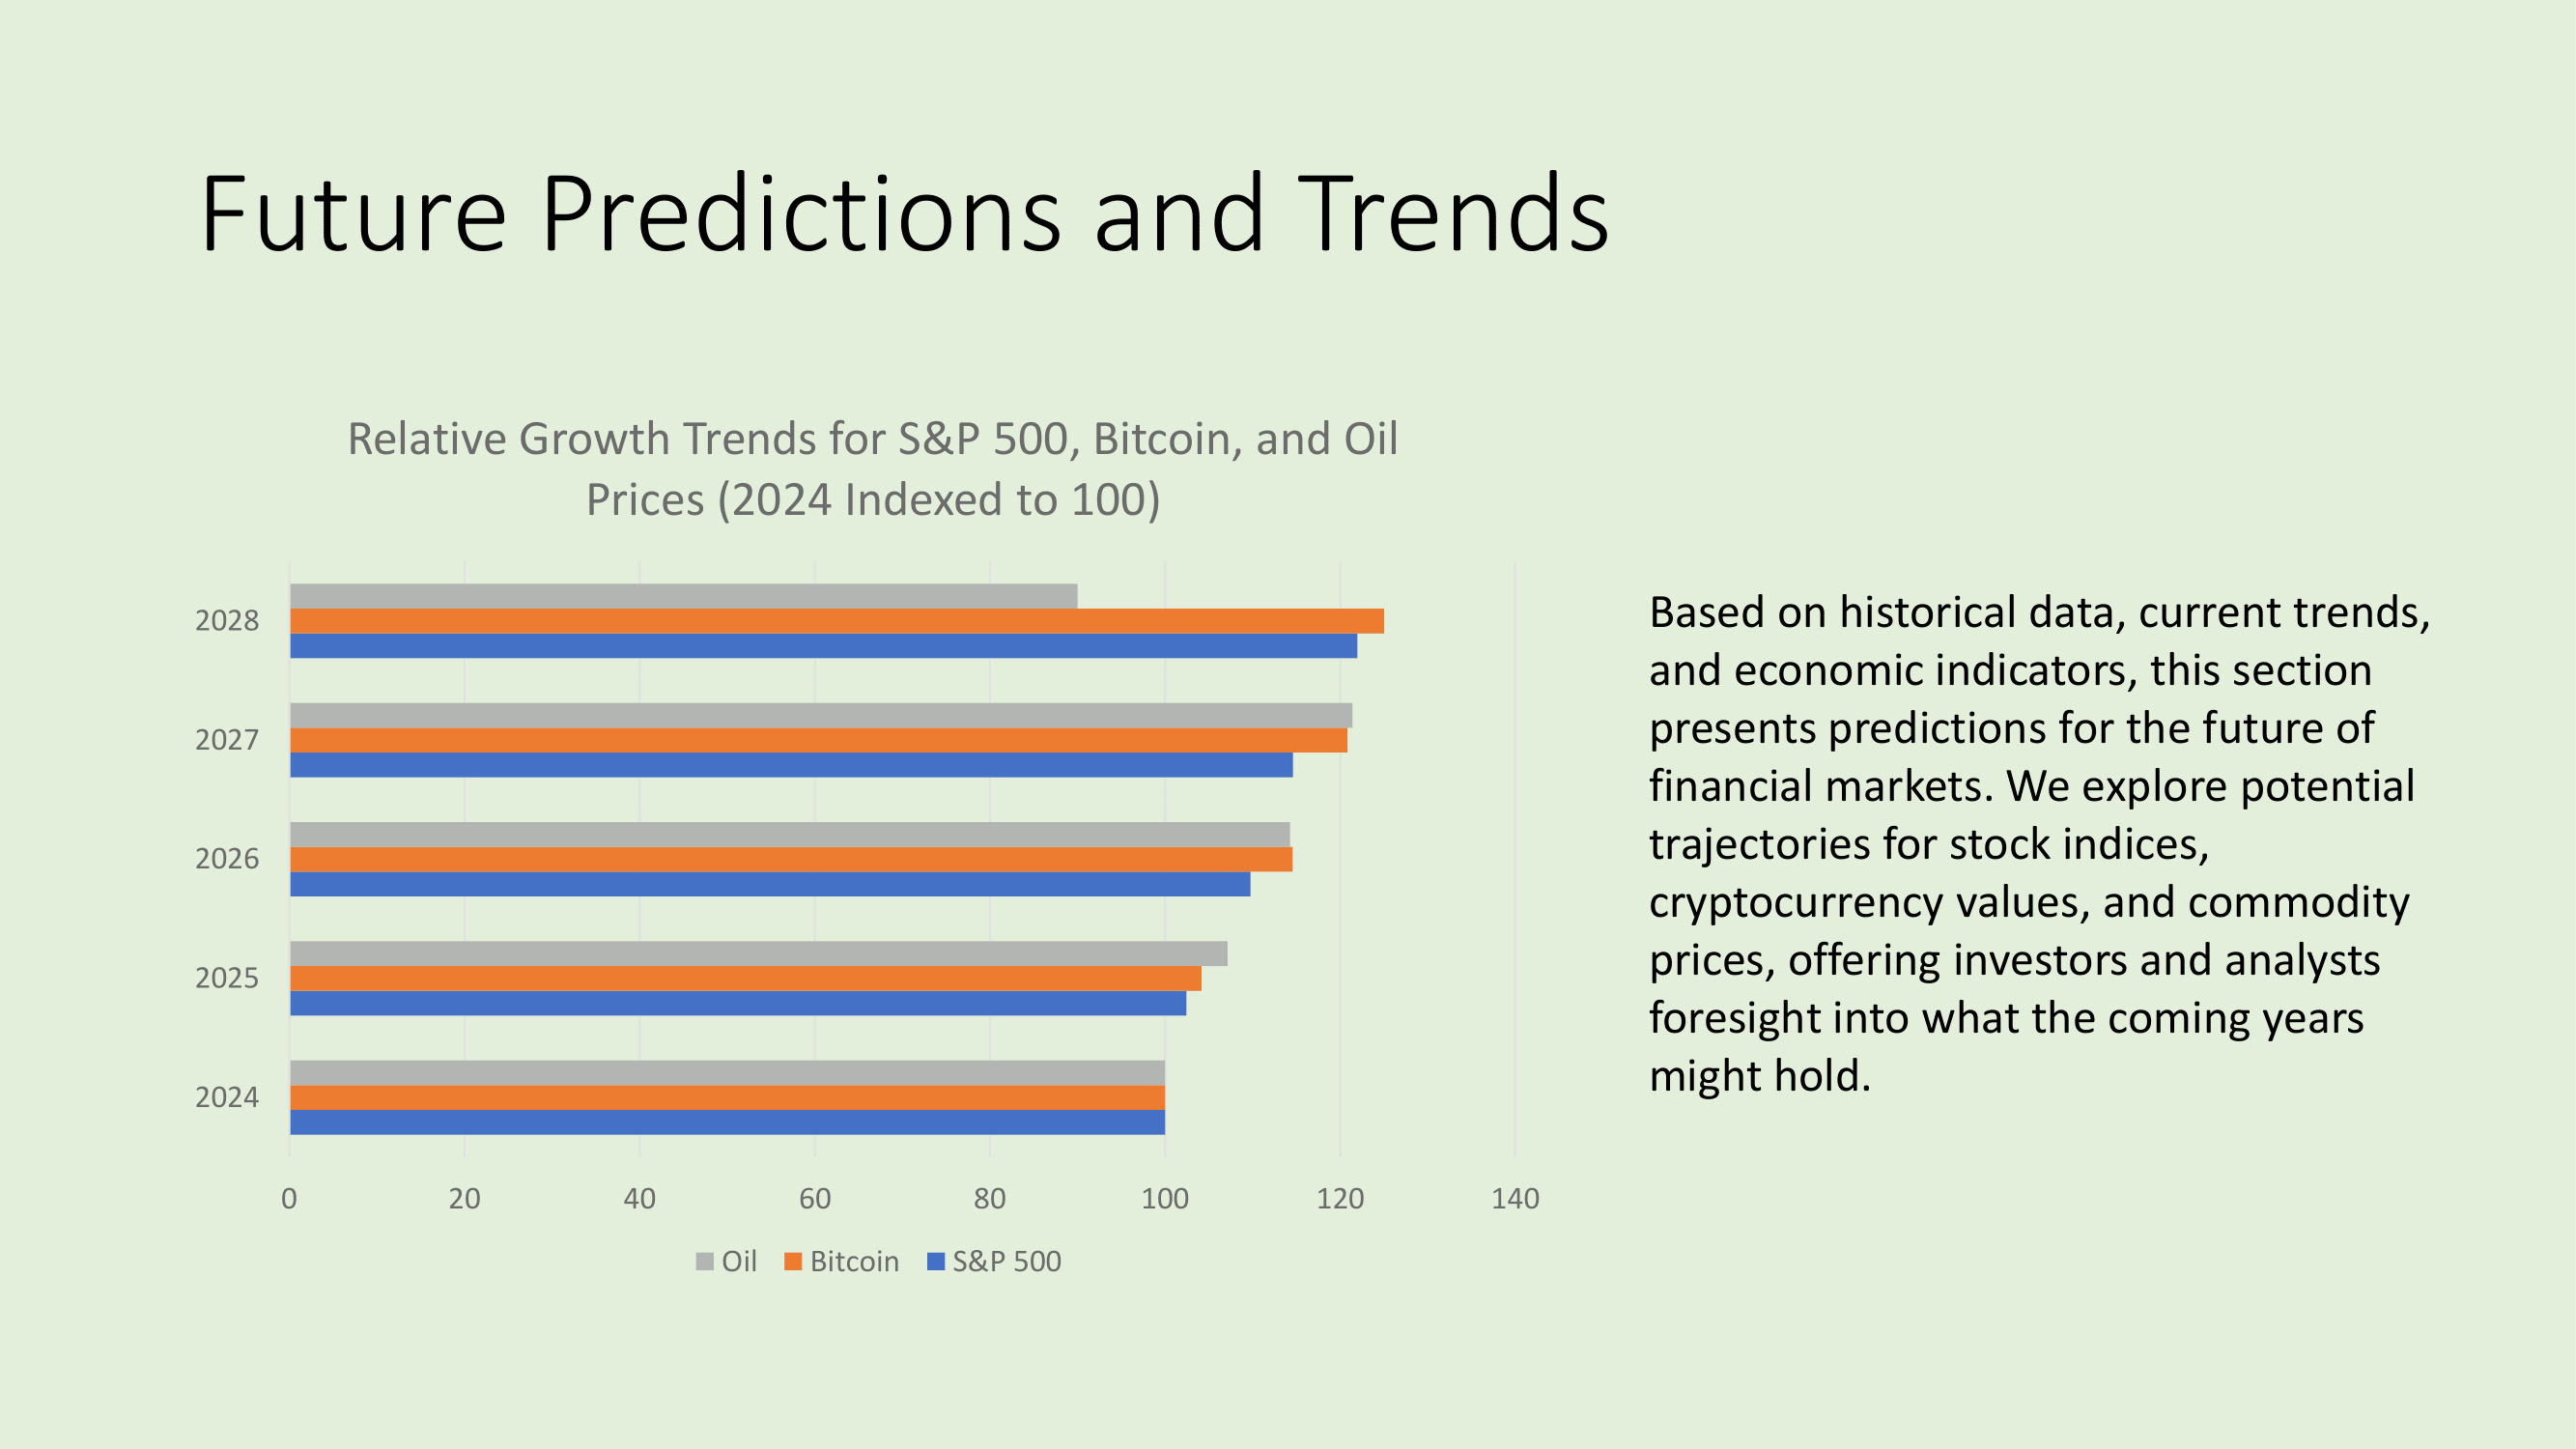 Future Predictions and Trends
Relative Growth Trends for S&P 500, Bitcoin, and Oil
Prices (2024 Indexed to 100)
2028
2027
2026
2025
2024
0 20 40 60 80 100 120 140
Oil Bitcoin S&P 500
Based on historical data, current trends,
and economic indicators, this section
presents predictions for the future of
financial markets. We explore potential
trajectories for stock indices,
cryptocurrency values, and commodity
prices, offering investors and analysts
foresight into what the coming years
might hold.